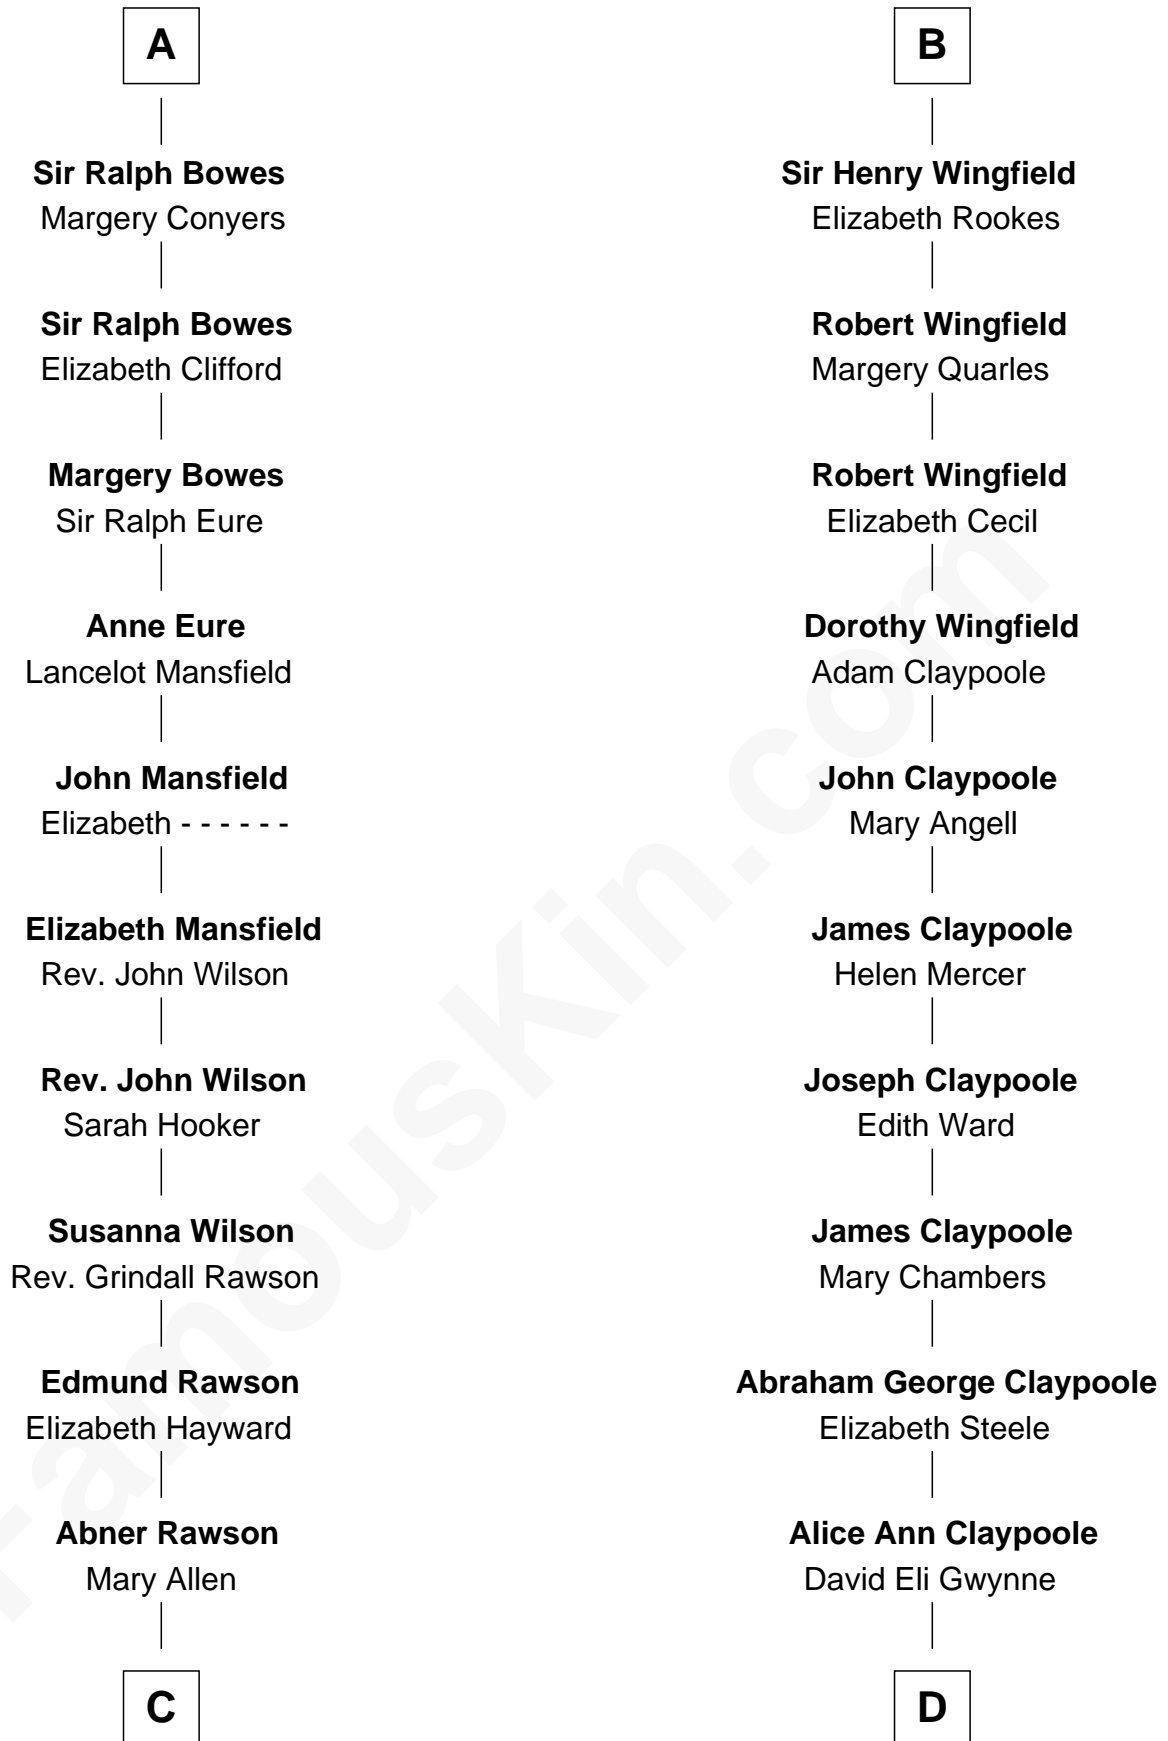 A
Sir Ralph Bowes
Margery Conyers
Sir Ralph Bowes
Elizabeth Clifford
Margery Bowes
Sir Ralph Eure
Anne Eure
Lancelot Mansfield
John Mansfield
Elizabeth - - - - - -
Elizabeth Mansfield
Rev. John Wilson
Rev. John Wilson
Sarah Hooker
Susanna Wilson
Rev. Grindall Rawson
Edmund Rawson
Elizabeth Hayward
Abner Rawson
Mary Allen
C
B
Sir Henry Wingfield
Elizabeth Rookes
Robert Wingfield
Margery Quarles
Robert Wingfield
Elizabeth Cecil
Dorothy Wingfield
Adam Claypoole
John Claypoole
Mary Angell
James Claypoole
Helen Mercer
Joseph Claypoole
Edith Ward
James Claypoole
Mary Chambers
Abraham George Claypoole
Elizabeth Steele
Alice Ann Claypoole
David Eli Gwynne
D
FamousKin.com